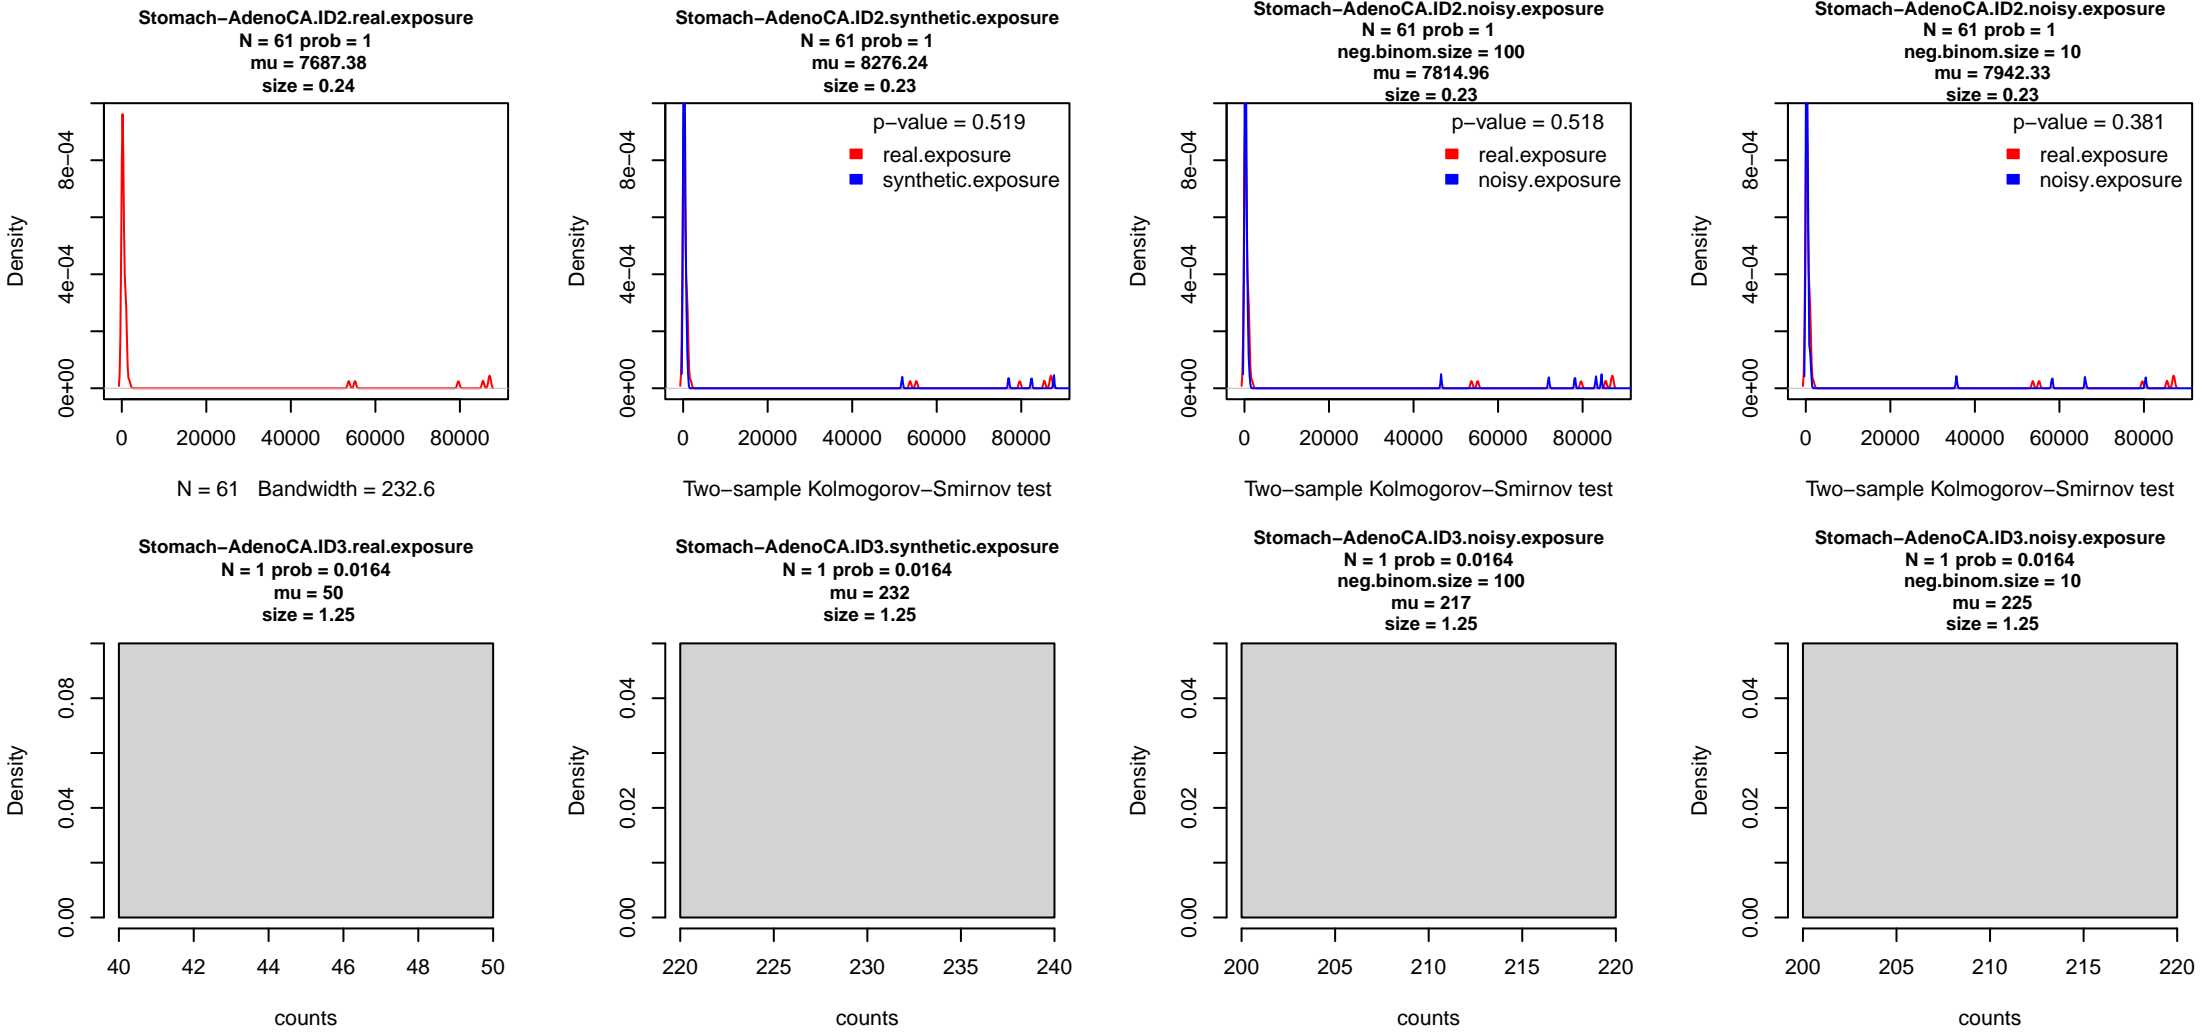 Stomach−AdenoCA.ID2.real.exposure
N = 61 prob = 1
mu = 7687.38
size = 0.24
Density
0e+00 4e−04 8e−04
0 20000 40000 60000 80000
N = 61 Bandwidth = 232.6
Stomach−AdenoCA.ID2.synthetic.exposure
N = 61 prob = 1
mu = 8276.24
size = 0.23
p−value = 0.519
real.exposure
synthetic.exposure
Density
0e+00 4e−04 8e−04
0 20000 40000 60000 80000
Two−sample Kolmogorov−Smirnov test
Stomach−AdenoCA.ID2.noisy.exposure
N = 61 prob = 1
neg.binom.size = 100
mu = 7814.96
size = 0.23
p−value = 0.518
real.exposure
noisy.exposure
Density
0e+00 4e−04 8e−04
0 20000 40000 60000 80000
Two−sample Kolmogorov−Smirnov test
Stomach−AdenoCA.ID2.noisy.exposure
N = 61 prob = 1
neg.binom.size = 10
mu = 7942.33
size = 0.23
p−value = 0.381
real.exposure
noisy.exposure
Density
0e+00 4e−04 8e−04
0 20000 40000 60000 80000
Two−sample Kolmogorov−Smirnov test
Stomach−AdenoCA.ID3.real.exposure
N = 1 prob = 0.0164
mu = 50
size = 1.25
Density
0.00 0.04 0.08
40 42 44 46 48 50
counts
Stomach−AdenoCA.ID3.synthetic.exposure
N = 1 prob = 0.0164
mu = 232
size = 1.25
Density
0.00 0.02 0.04
220 225 230 235 240
counts
Stomach−AdenoCA.ID3.noisy.exposure
N = 1 prob = 0.0164
neg.binom.size = 100
mu = 217
size = 1.25
Density
0.00 0.02 0.04
200 205 210 215 220
counts
Stomach−AdenoCA.ID3.noisy.exposure
N = 1 prob = 0.0164
neg.binom.size = 10
mu = 225
size = 1.25
Density
0.00 0.02 0.04
200 205 210 215 220
counts